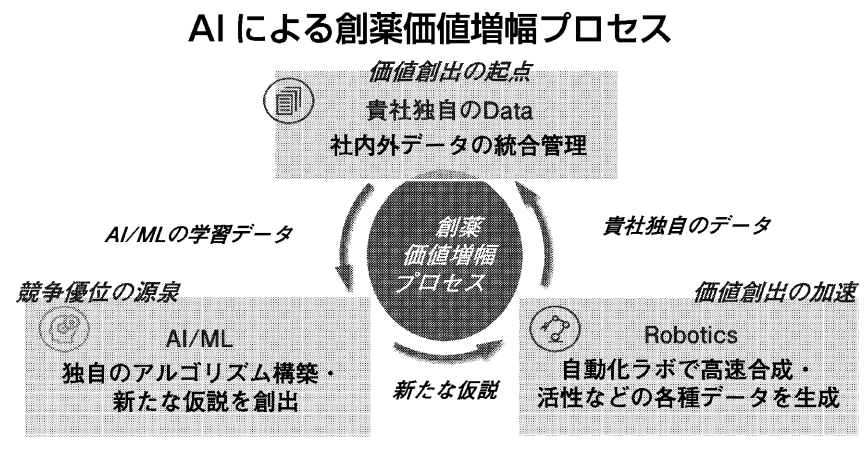 AIによる創薬価値増幅プロセス
価値創出の起点
貴社独自のData
社内外データの統合管理
AI/MLの学習データ
創薬
価値増幅
プロセス
貴社独自のデータ
競争優位の源泉
AI/ML
独自のアルゴリズム構築・
新たな仮説を創出
新たな仮説
価値創出の加速
Robotics
自動化ラボで高速合成・
活性などの各種データを生成